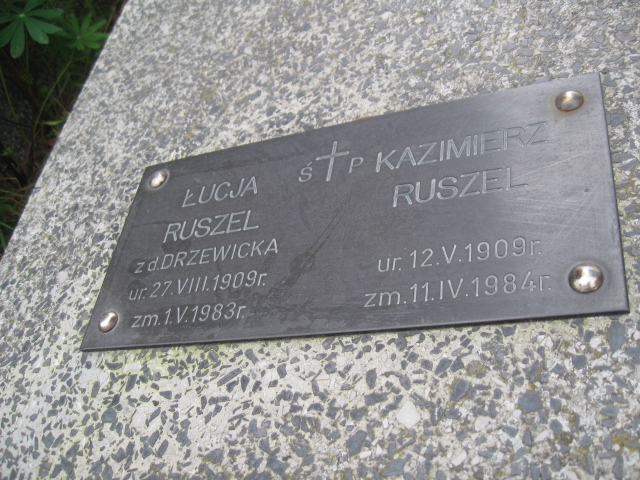 Ś † P
ŁUCJA
RUSZEL
z d. DRZEWICKA
ur. 27. VIII. 1909r.
zm. 1. V. 1983r.
KAZIMIERZ
RUSZEL
ur. 12. V. 1909r.
zm. 11. IV. 1984r.